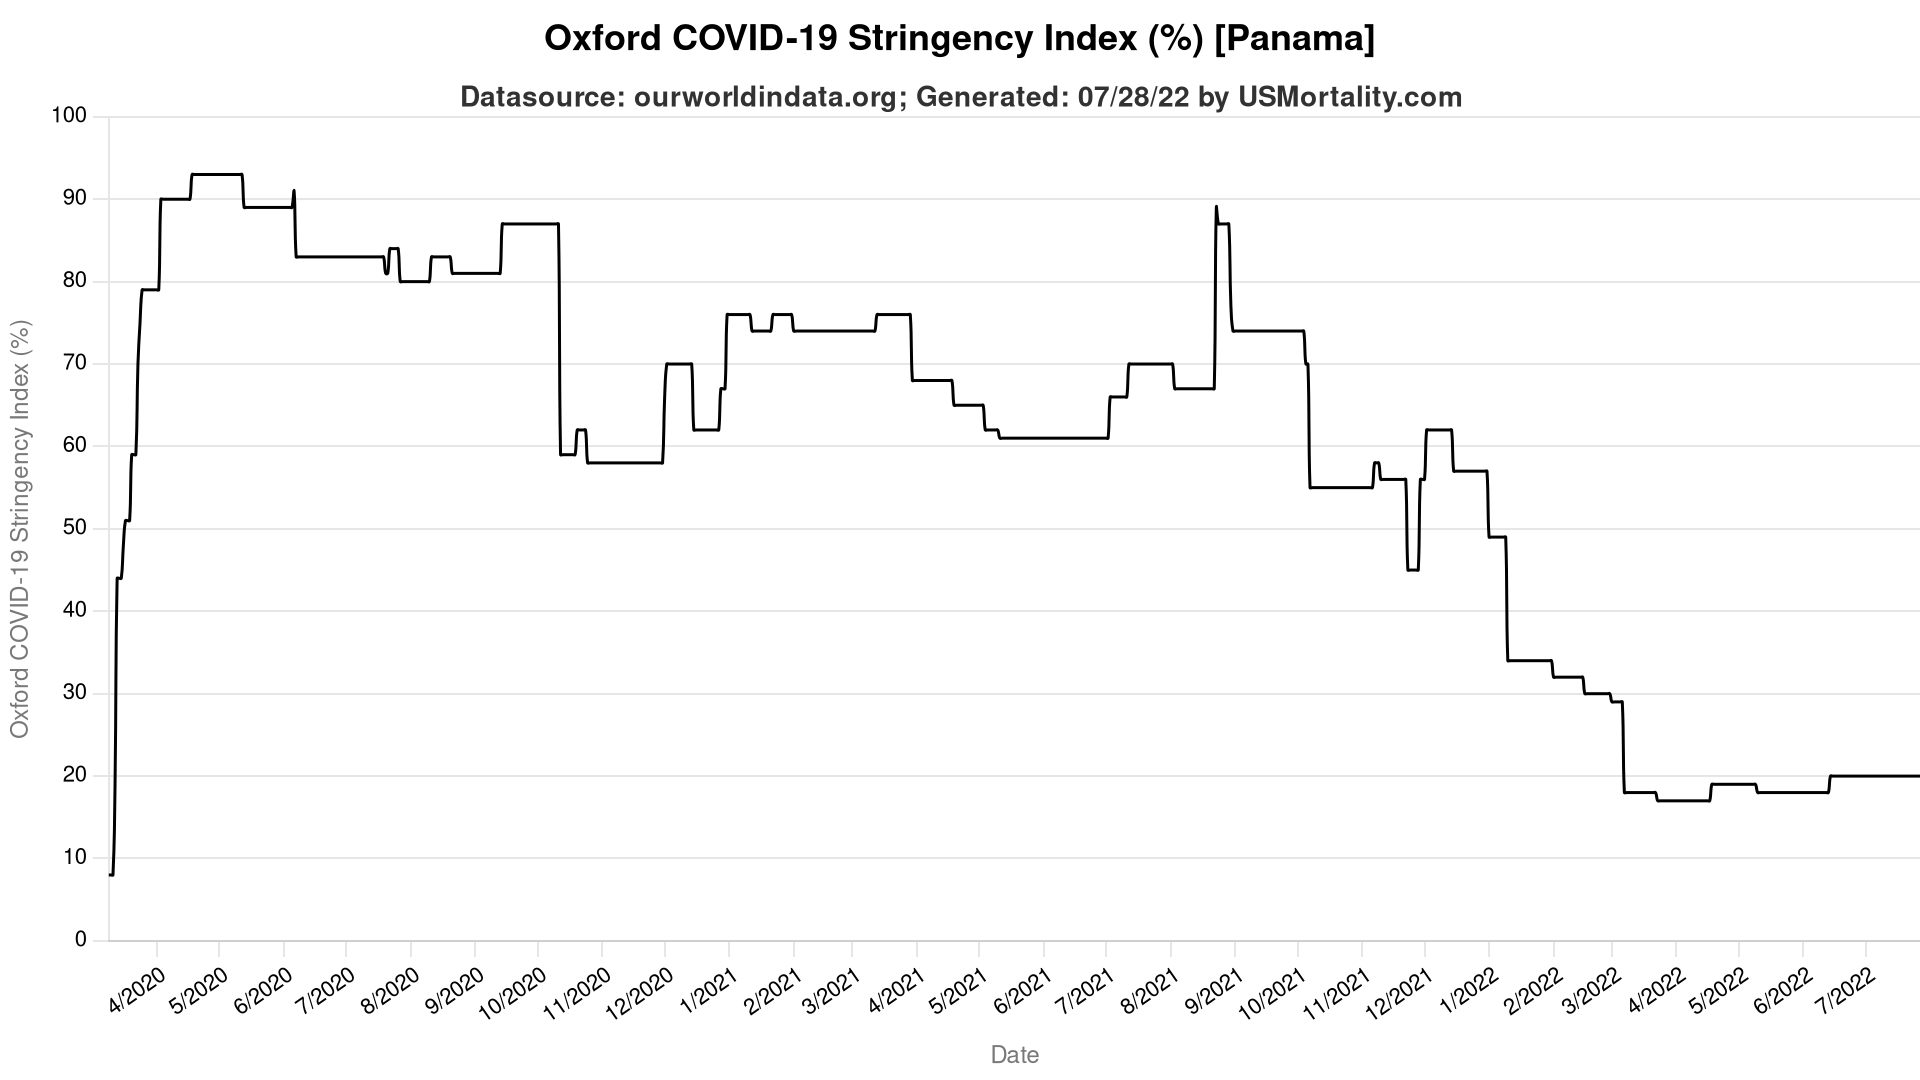 Oxford COVID-19 Stringency Index (%) [Panama]
Datasource: ourworldindata.org; Generated: 07/28/22 by USMortality.com
Oxford COVID-19 Stringency Index (%)
100
90
80
70
60
50
40
30
20
10
0
4/2020 5/2020 6/2020 7/2020 8/2020 9/2020 10/2020 11/2020 12/2020 1/2021 2/2021 3/2021 4/2021 5/2021 6/2021 7/2021 8/2021 9/2021 10/2021 11/2021 12/2021 1/2022 2/2022 3/2022 4/2022 5/2022 6/2022 7/2022
Date